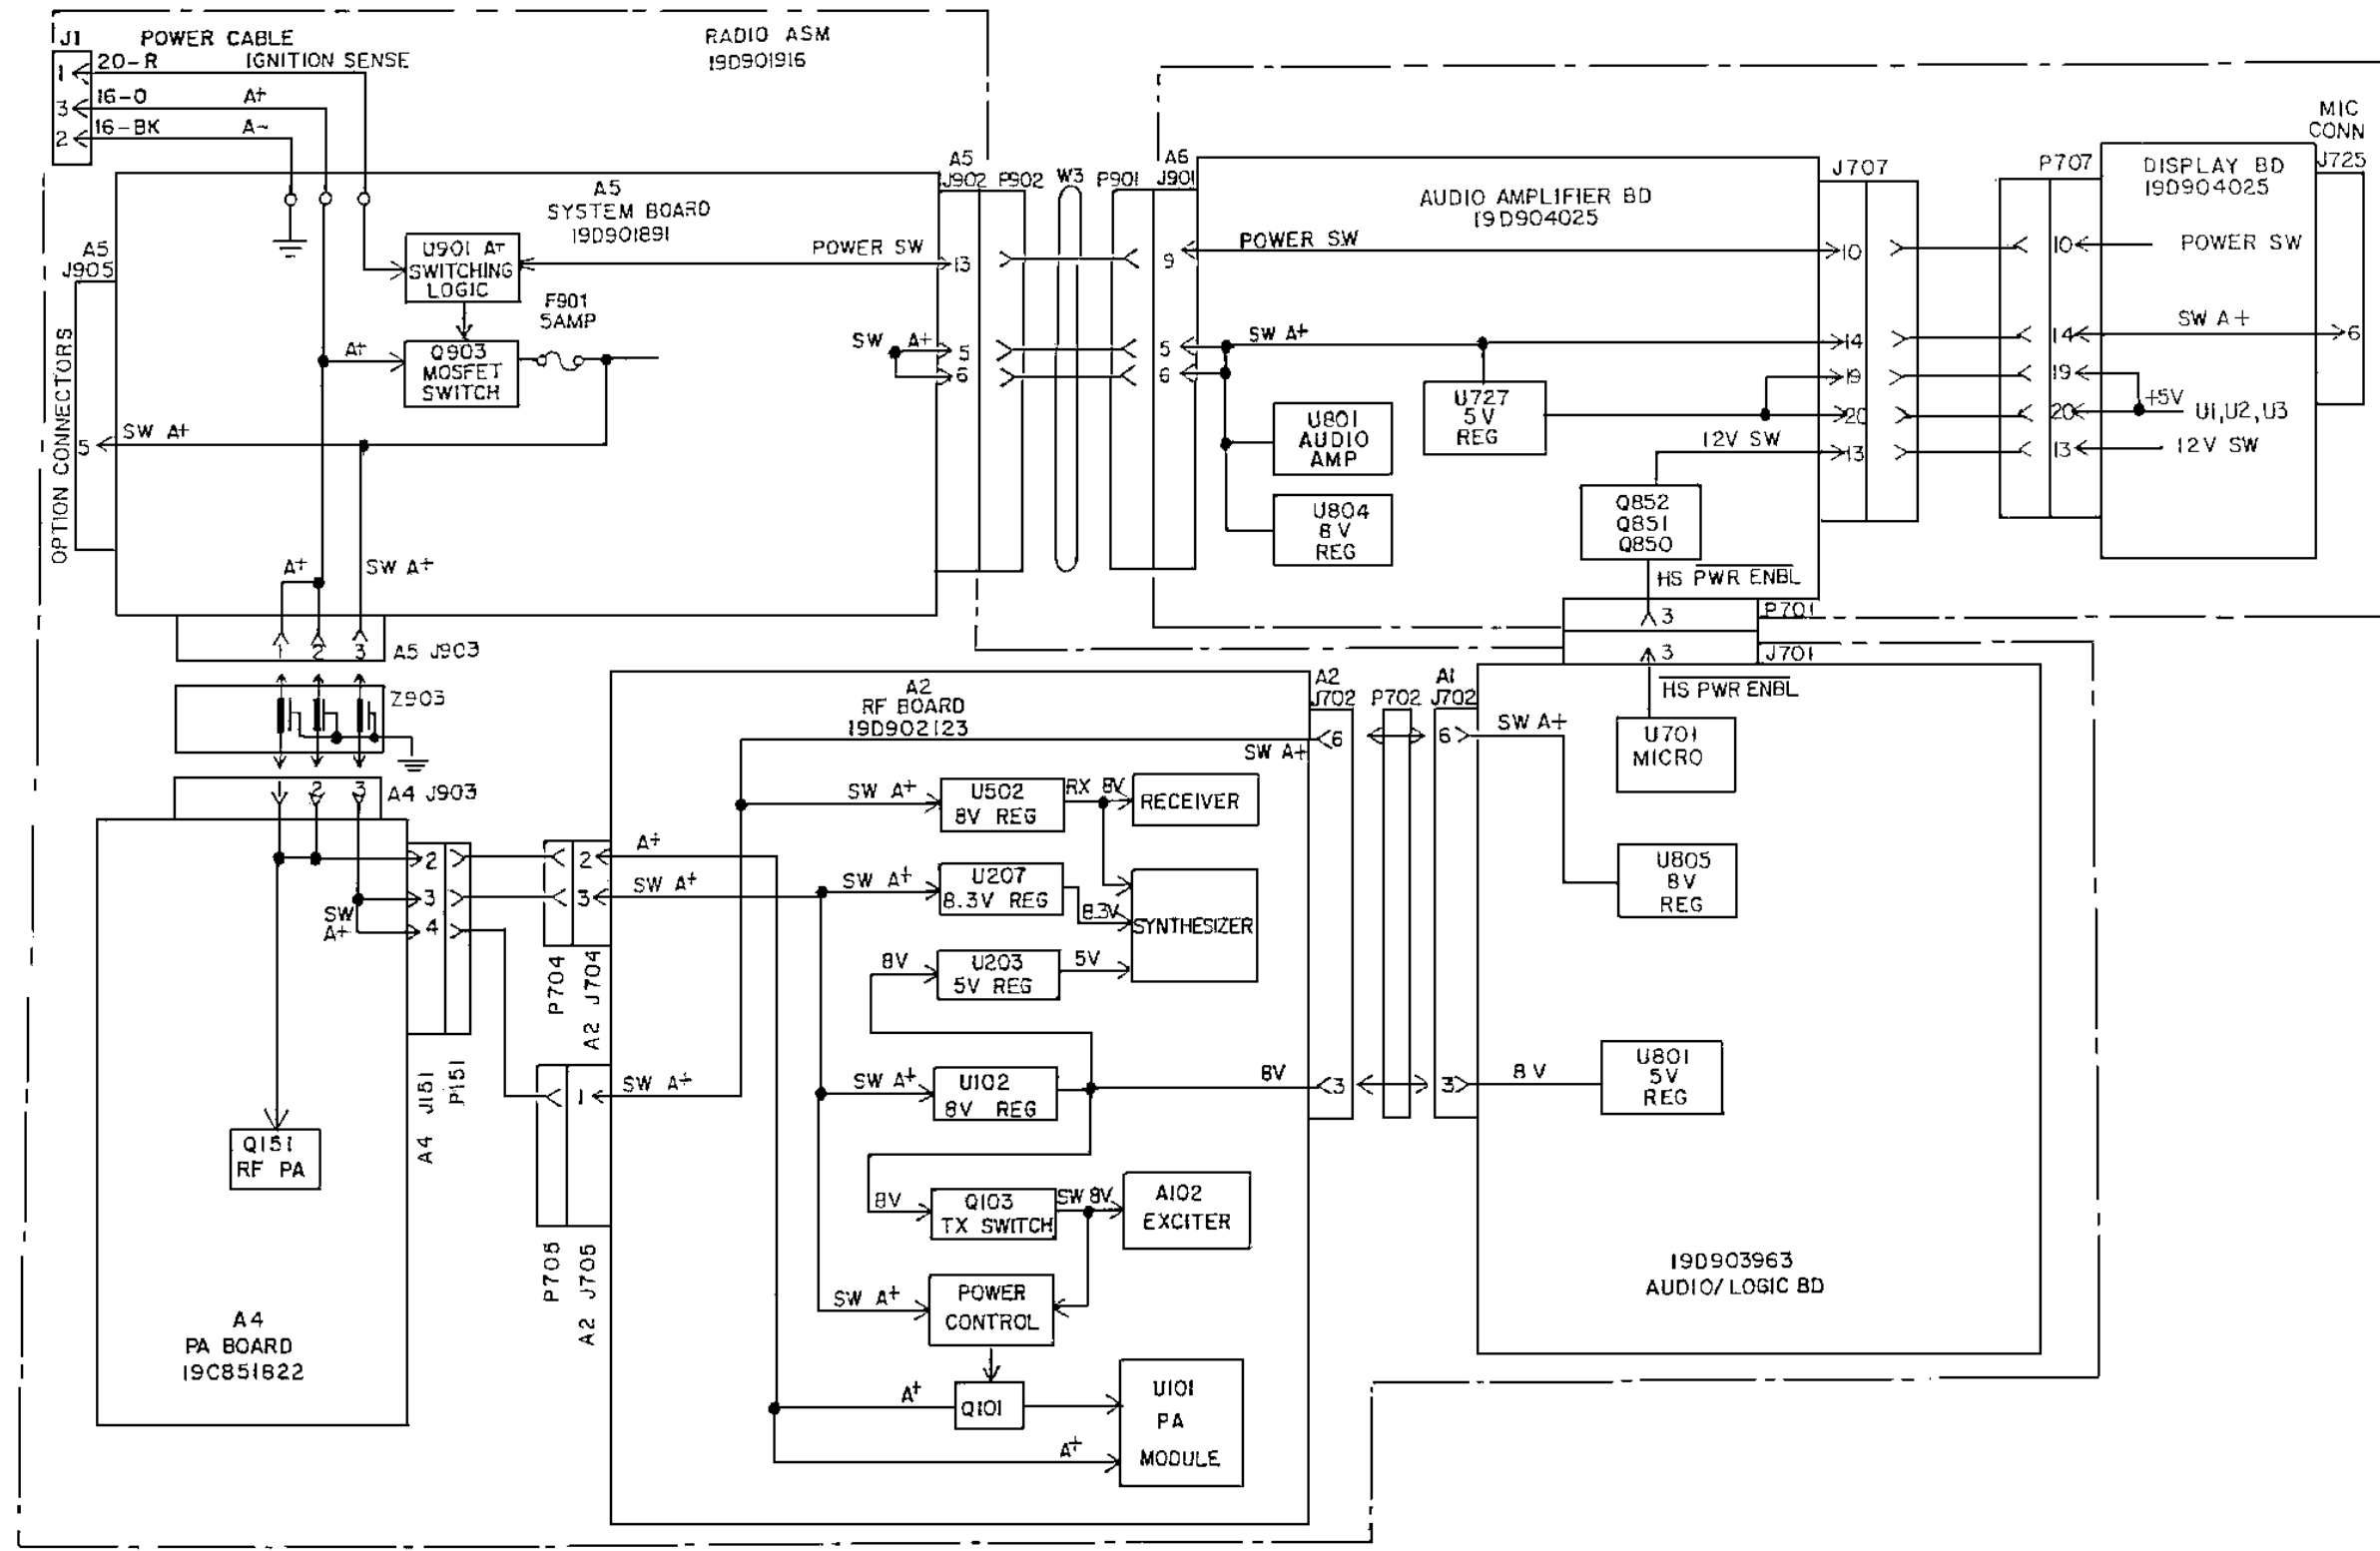 J1
POWER CABLE
RADIO ASM
19D901916
1
20-R
IGNITION SENSE
3
16-O
A+
2
16-BK
A-
MIC
CONN
J725
A5
J902
P902
W3
P901
A6
J901
J707
P707
DISPLAY BD
19D904025
A5
SYSTEM BOARD
19D901891
AUDIO AMPLIFIER BD
19D904025
A5
J905
OPTION CONNECTORS
U901 A+
SWITCHING
LOGIC
POWER SW
13
9
POWER SW
10
10
POWER SW
F901
5AMP
A+
Q903
MOSFET
SWITCH
SW
A+
5
6
5
6
SW A+
14
19
20
13
14
19
20
13
SW A+
6
+5V
U1,U2,U3
12V SW
U727
5V
REG
12V SW
U801
AUDIO
AMP
U804
8V
REG
Q852
Q851
Q850
HS PWR ENBL
5
SW A+
A+
SW A+
1
2
3
A5 J903
3
P701
3
J701
HS PWR ENBL
Z903
1
2
3
A4 J903
A2
RF BOARD
19D902123
A2
J702
P702
A1
J702
SW A+
6
6
SW A+
U701
MICRO
SW A+
U502
8V REG
RX 8V
RECEIVER
U805
8V
REG
2
3
4
SW
A+
2
3
A+
SW A+
SW A+
U207
8.3V REG
8.3V
SYNTHESIZER
8V
U203
5V REG
5V
P704
A2 J704
A4 J151
P151
1
SW A+
SW A+
U102
8V REG
8V
3
3
8V
U801
5V
REG
Q151
RF PA
8V
Q103
TX SWITCH
SW 8V
A102
EXCITER
P705
A2 J705
SW A+
POWER
CONTROL
19D903963
AUDIO/LOGIC BD
A4
PA BOARD
19C851822
A+
Q101
A+
U101
PA
MODULE